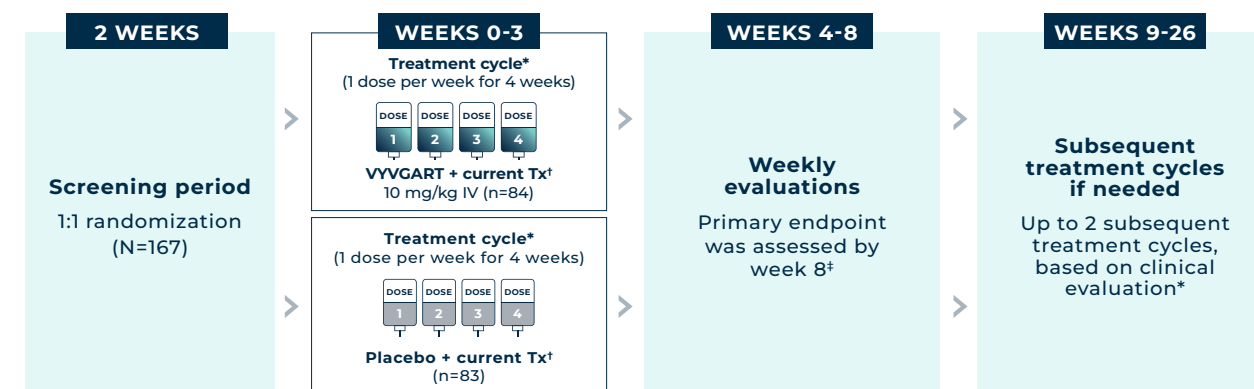 2 WEEKS
Screening period
1:1 randomization
(N=167)
WEEKS 0-3
Treatment cycle*
(1 dose per week for 4 weeks)
DOSE DOSE DOSE DOSE
1 2 3 4
VYVGART + current Tx†
10 mg/kg IV (n=84)
Treatment cycle*
(1 dose per week for 4 weeks)
DOSE DOSE DOSE DOSE
1 2 3 4
Placebo + current Tx†
(n=83)
WEEKS 4-8
Weekly
evaluations
Primary endpoint
was assessed by
week 8‡
WEEKS 9-26
Subsequent
treatment cycles
if needed
Up to 2 subsequent
treatment cycles,
based on clinical
evaluation*